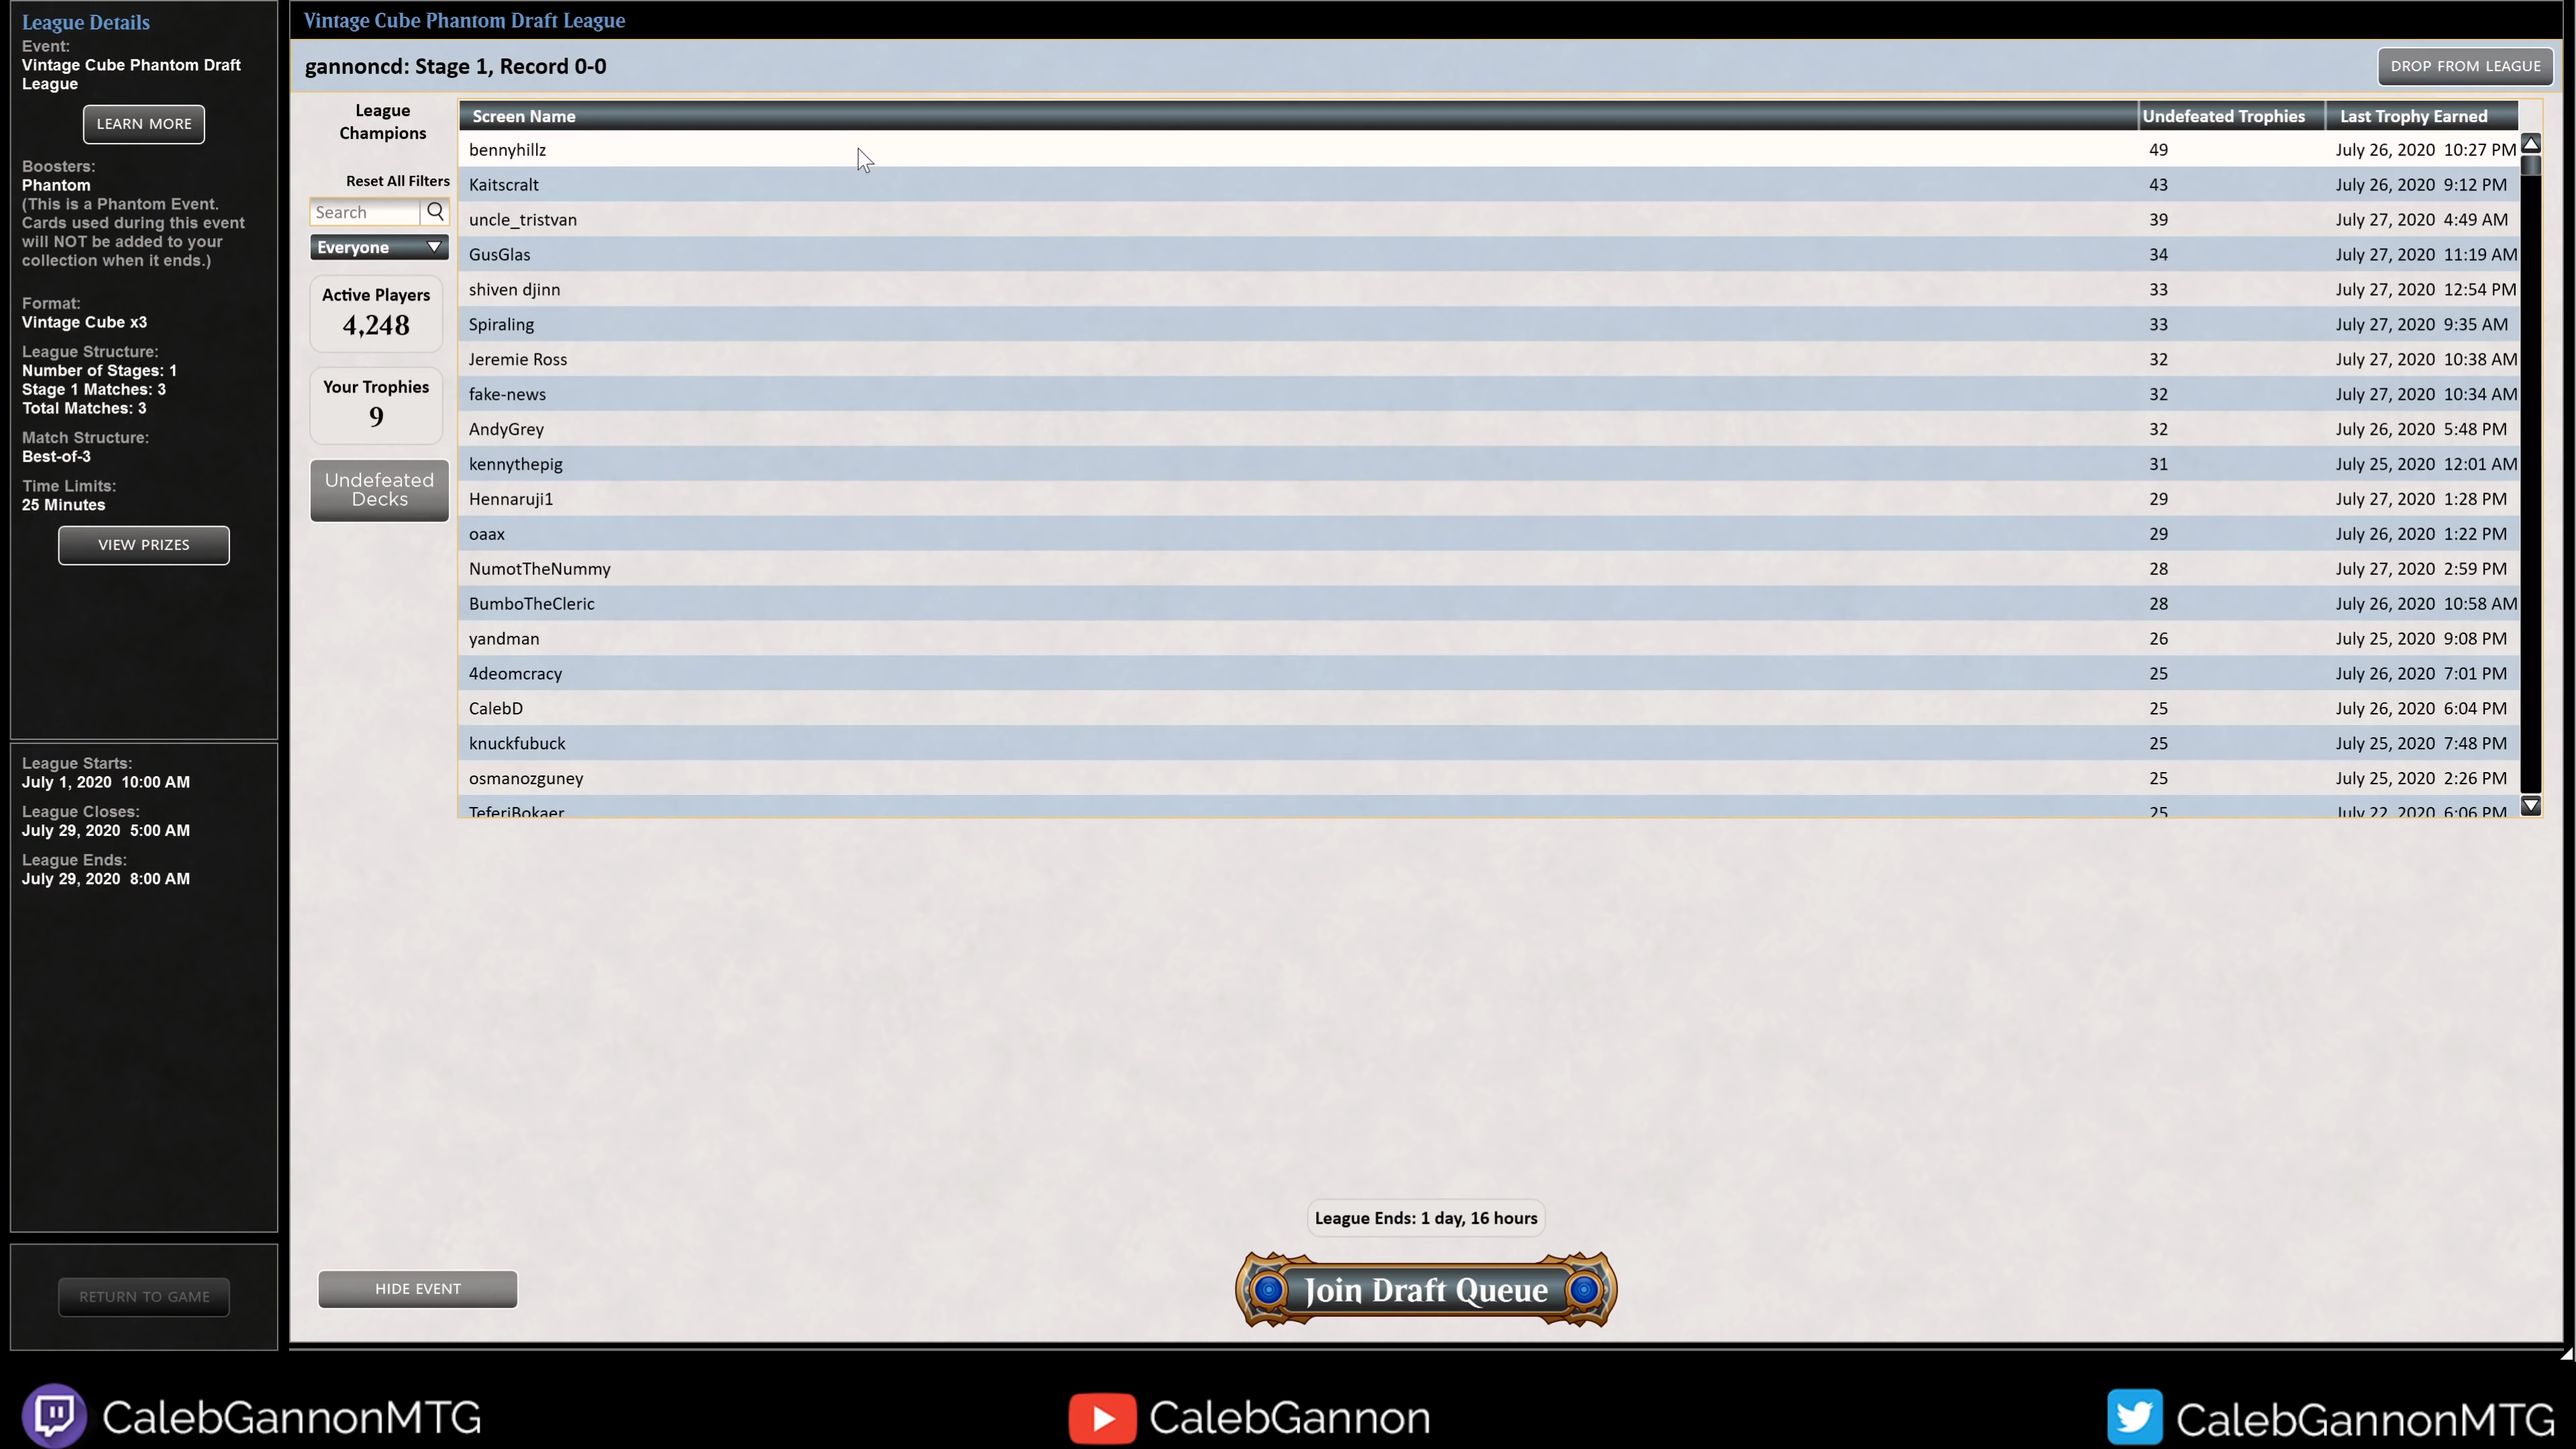 League Details
Event:
Vintage Cube Phantom Draft
League
LEARN MORE
Boosters:
Phantom
(This is a Phantom Event.
Cards used during this event
will NOT be added to your
collection when it ends.)
Format:
Vintage Cube x3
League Structure:
Number of Stages: 1
Stage 1 Matches: 3
Total Matches: 3
Match Structure:
Best-of-3
Time Limits:
25 Minutes
VIEW PRIZES
League Starts:
July 1, 2020 10:00 AM
League Closes:
July 29, 2020 5:00 AM
League Ends:
July 29, 2020 8:00 AM
RETURN TO GAME
Vintage Cube Phantom Draft League
gannoncd: Stage 1, Record 0-0
DROP FROM LEAGUE
League
Champions
Reset All Filters
Search
Everyone
Active Players
4,248
Your Trophies
9
Undefeated
Decks
Screen Name Undefeated Trophies Last Trophy Earned
bennyhillz 49 July 26, 2020 10:27 PM
Kaitscralt 43 July 26, 2020 9:12 PM
uncle_tristvan 39 July 27, 2020 4:49 AM
GusGlas 34 July 27, 2020 11:19 AM
shiven djinn 33 July 27, 2020 12:54 PM
Spiraling 33 July 27, 2020 9:35 AM
Jeremie Ross 32 July 27, 2020 10:38 AM
fake-news 32 July 27, 2020 10:34 AM
AndyGrey 32 July 26, 2020 5:48 PM
kennythepig 31 July 25, 2020 12:01 AM
Hennaruji1 29 July 27, 2020 1:28 PM
oaax 29 July 26, 2020 1:22 PM
NumotTheNummy 28 July 27, 2020 2:59 PM
BumboTheCleric 28 July 26, 2020 10:58 AM
yandman 26 July 25, 2020 9:08 PM
4deomcracy 25 July 26, 2020 7:01 PM
CalebD 25 July 26, 2020 6:04 PM
knuckfubuck 25 July 25, 2020 7:48 PM
osmanozguney 25 July 25, 2020 2:26 PM
TeferiBokaer 25 July 22, 2020 6:06 PM
League Ends: 1 day, 16 hours
HIDE EVENT
Join Draft Queue
CalebGannonMTG
CalebGannon
CalebGannonMTG